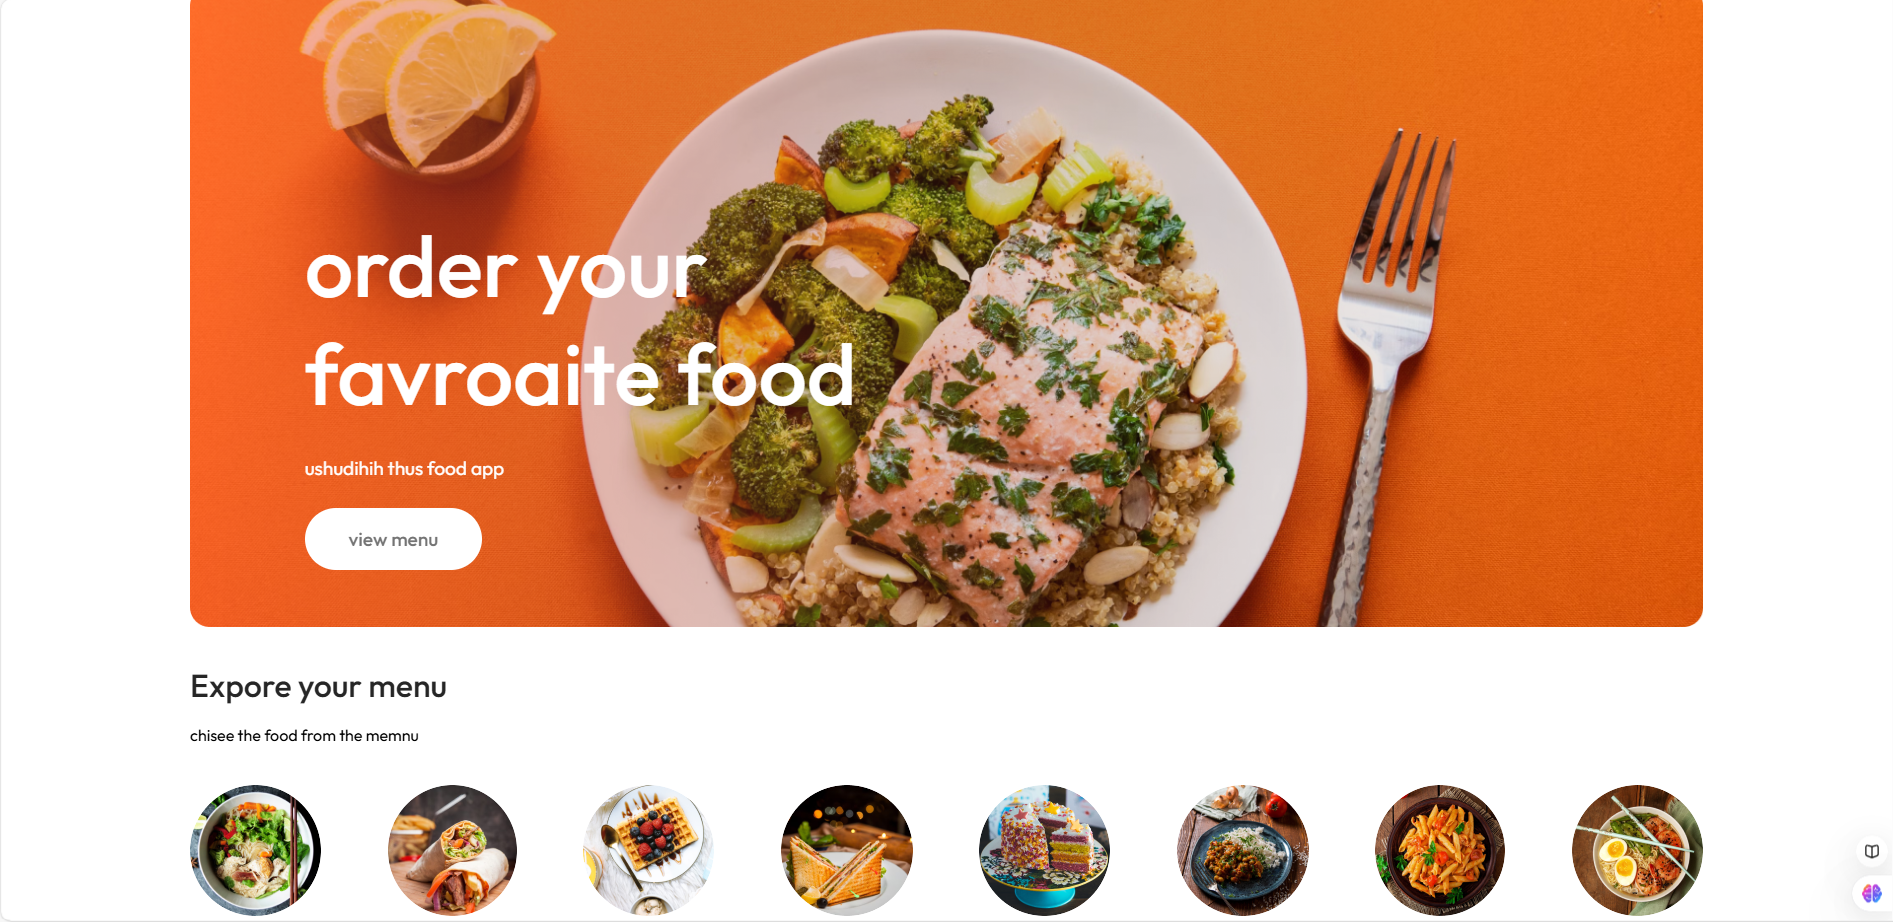 order your
favroaite food
ushudihih thus food app
view menu
Expore your menu
chisee the food from the memnu